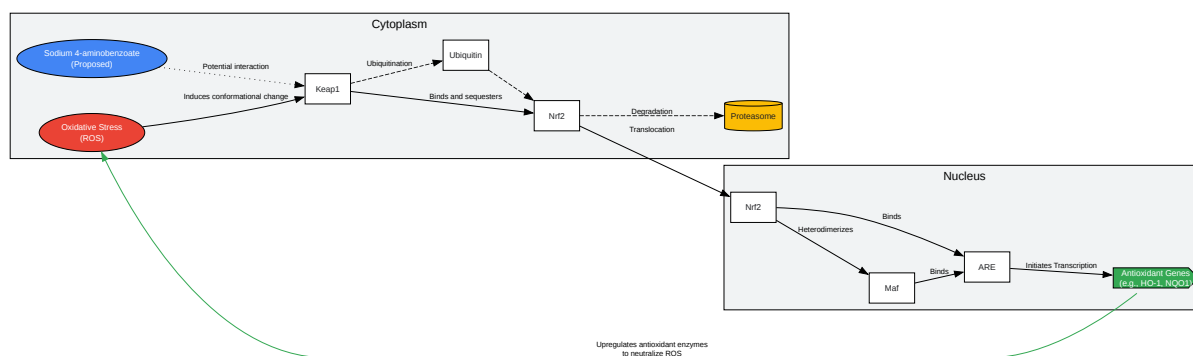 Cytoplasm
Sodium 4-aminobenzoate
(Proposed)
Potential interaction
Ubiquitination
Ubiquitin
Keap1
Induces conformational change
Binds and sequesters
Oxidative Stress
(ROS)
Nrf2
Degradation
Translocation
Proteasome
Nucleus
Nrf2
Binds
Heterodimerizes
ARE
Binds
Maf
Initiates Transcription
Antioxidant Genes
(e.g., HO-1, NQO1)
Upregulates antioxidant enzymes
to neutralize ROS